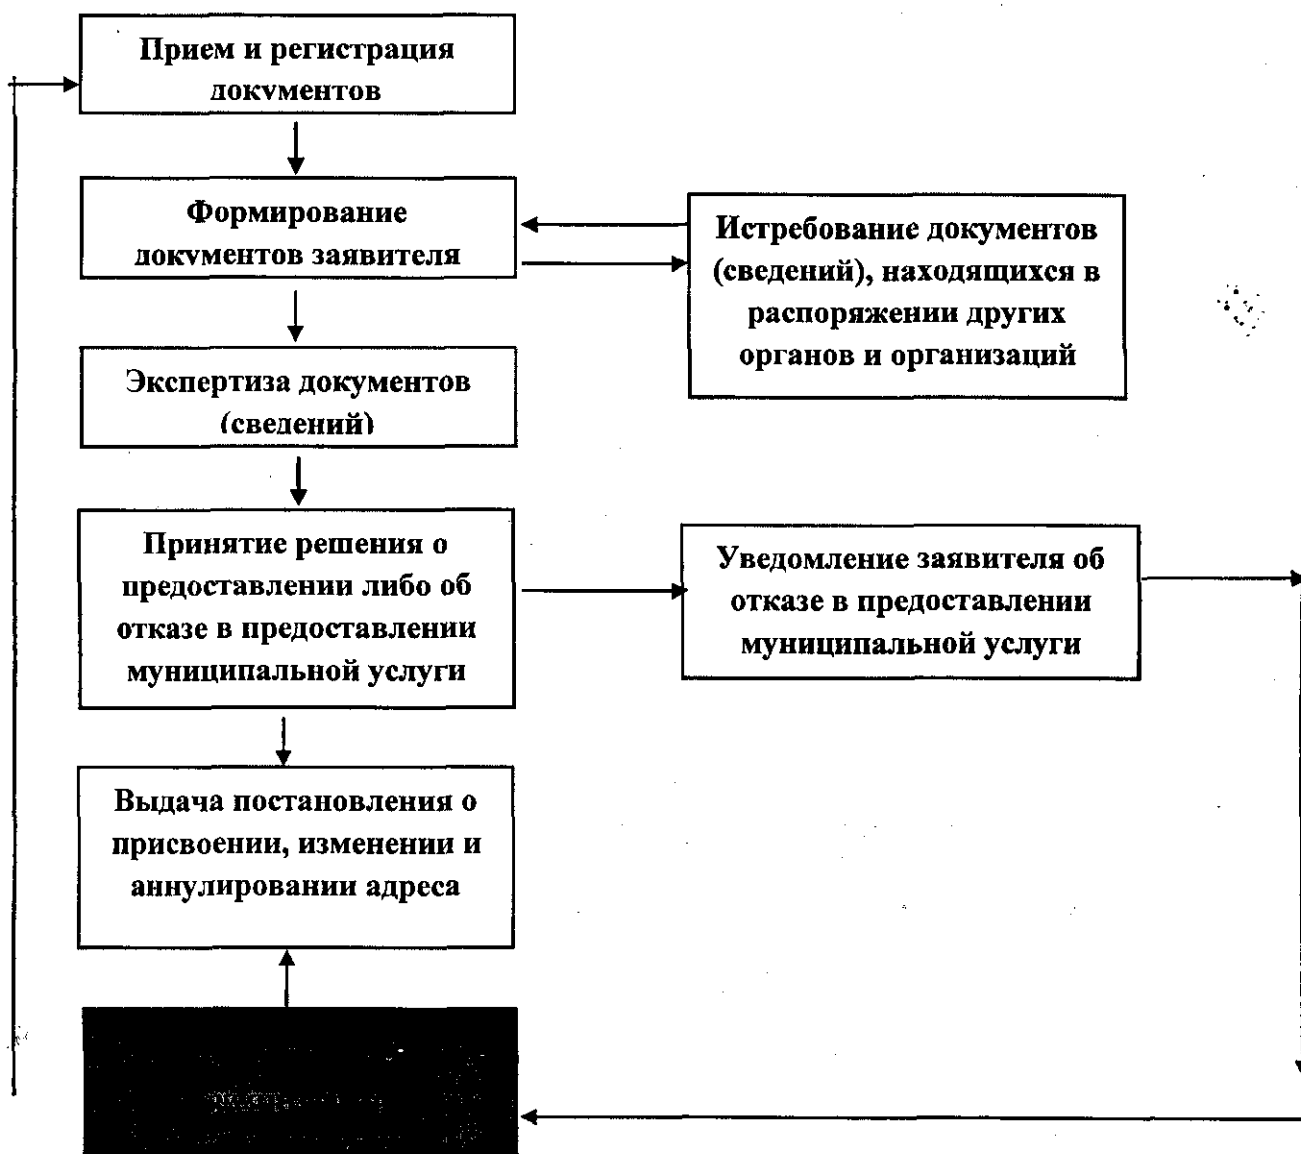 Прием и регистрация
документов
Формирование
документов заявителя
Истребование документов
(сведений), находящихся в
распоряжении других
органов и организаций
Экспертиза документов
(сведений)
Принятие решения о
предоставлении либо об
отказе в предоставлении
муниципальной услуги
Уведомление заявителя об
отказе в предоставлении
муниципальной услуги
Выдача постановления о
присвоении, изменении и
аннулировании адреса